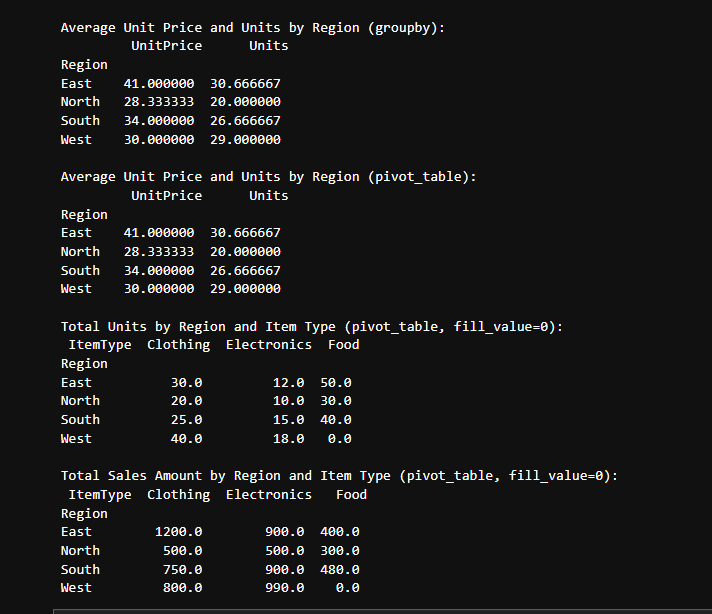 Average Unit Price and Units by Region (groupby):
UnitPrice Units
Region
East 41.000000 30.666667
North 28.333333 20.000000
South 34.000000 26.666667
West 30.000000 29.000000
Average Unit Price and Units by Region (pivot_table):
UnitPrice Units
Region
East 41.000000 30.666667
North 28.333333 20.000000
South 34.000000 26.666667
West 30.000000 29.000000
Total Units by Region and Item Type (pivot_table, fill_value=0):
ItemType Clothing Electronics Food
Region
East 30.0 12.0 50.0
North 20.0 10.0 30.0
South 25.0 15.0 40.0
West 40.0 18.0 0.0
Total Sales Amount by Region and Item Type (pivot_table, fill_value=0):
ItemType Clothing Electronics Food
Region
East 1200.0 900.0 400.0
North 500.0 500.0 300.0
South 750.0 900.0 480.0
West 800.0 990.0 0.0